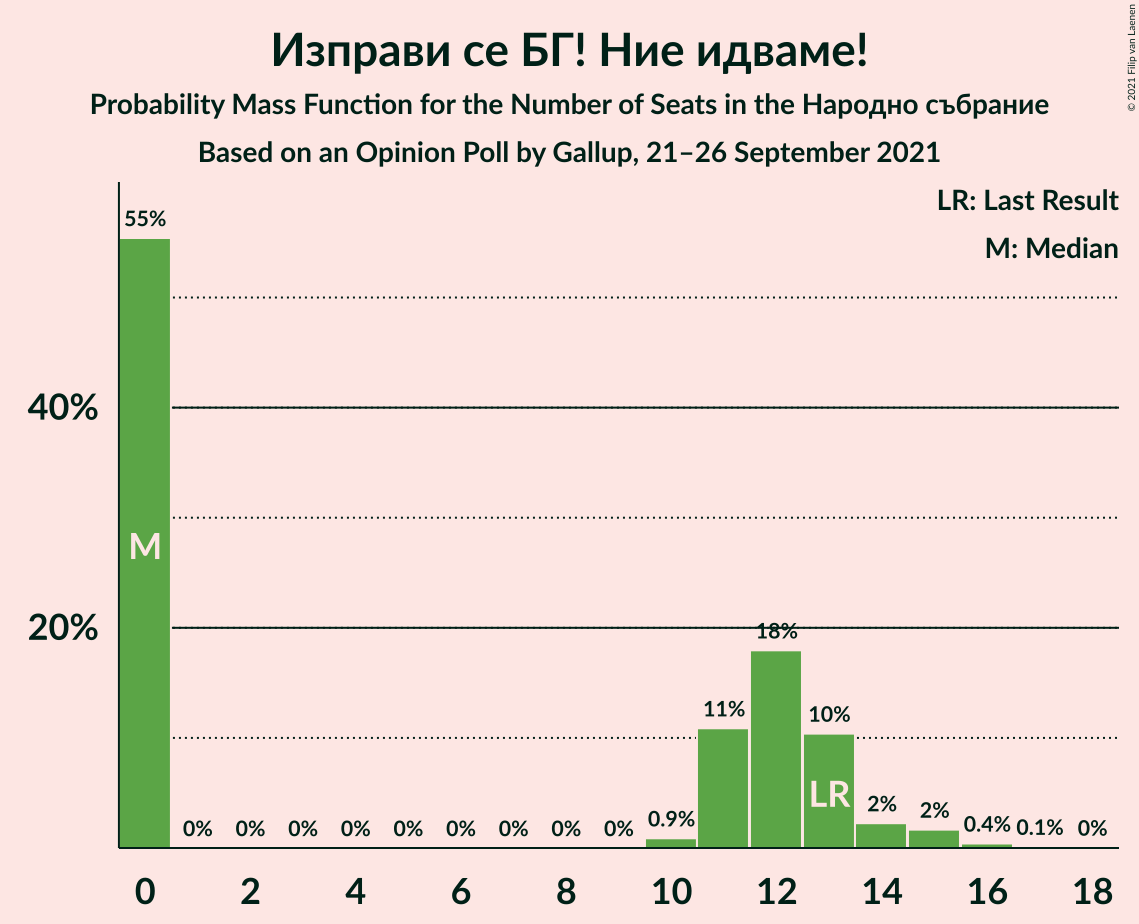 Изправи се БГ! Ние идваме!
Probability Mass Function for the Number of Seats in the Народно събрание
Based on an Opinion Poll by Gallup, 21–26 September 2021
© 2021 Filip van Laenen
LR: Last Result
M: Median
55%
40%
M
20%
18%
11%
10%
LR
0% 0% 0% 0% 0% 0% 0% 0% 0% 0.9% 2% 2% 0.4% 0.1% 0%
0 2 4 6 8 10 12 14 16 18